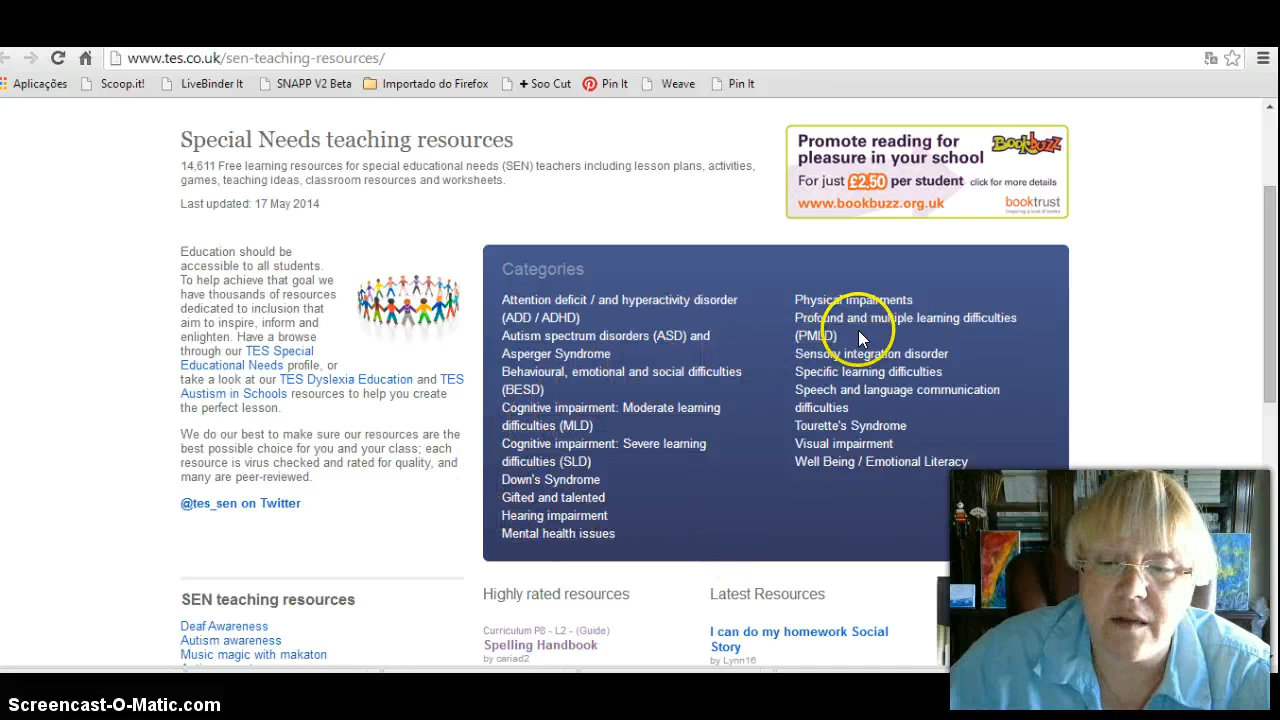 www.tes.co.uk/sen-teaching-resources/
Aplicações Scoop.it! LiveBinder It SNAPP V2 Beta Importado do Firefox + Soo Cut Pin It Weave Pin It
Special Needs teaching resources
14,611 Free learning resources for special educational needs (SEN) teachers including lesson plans, activities,
games, teaching ideas, classroom resources and worksheets.
Last updated: 17 May 2014
Promote reading for
pleasure in your school
Bookbuzz
For just £2.50 per student click for more details
www.bookbuzz.org.uk
booktrust
Education should be
accessible to all students.
To help achieve that goal we
have thousands of resources
dedicated to inclusion that
aim to inspire, inform and
enlighten. Have a browse
through our TES Special
Educational Needs profile, or
take a look at our TES Dyslexia Education and TES
Austism in Schools resources to help you create
the perfect lesson.
We do our best to make sure our resources are the
best possible choice for you and your class; each
resource is virus checked and rated for quality, and
many are peer-reviewed.
@tes_sen on Twitter
Categories
Attention deficit / and hyperactivity disorder
(ADD / ADHD)
Autism spectrum disorders (ASD) and
Asperger Syndrome
Behavioural, emotional and social difficulties
(BESD)
Cognitive impairment: Moderate learning
difficulties (MLD)
Cognitive impairment: Severe learning
difficulties (SLD)
Down's Syndrome
Gifted and talented
Hearing impairment
Mental health issues
Physical impairments
Profound and multiple learning difficulties
(PMLD)
Sensory integration disorder
Specific learning difficulties
Speech and language communication
difficulties
Tourette's Syndrome
Visual impairment
Well Being / Emotional Literacy
SEN teaching resources
Deaf Awareness
Autism awareness
Music magic with makaton
Highly rated resources
Curriculum P8 - L2 - (Guide)
Spelling Handbook
by cariad2
Latest Resources
I can do my homework Social
Story
by Lynn16
Screencast-O-Matic.com